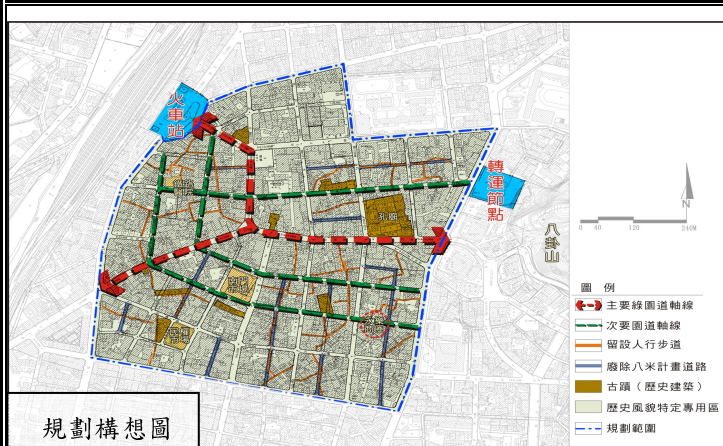 火車站
轉運節點
孔廟
八卦山
N
0 40 120 240M
圖 例
主要綠園道軸線
次要園道軸線
留設人行步道
廢除八米計畫道路
古蹟（歷史建築）
歷史風貌特定專用區
規劃範圍
規劃構想圖